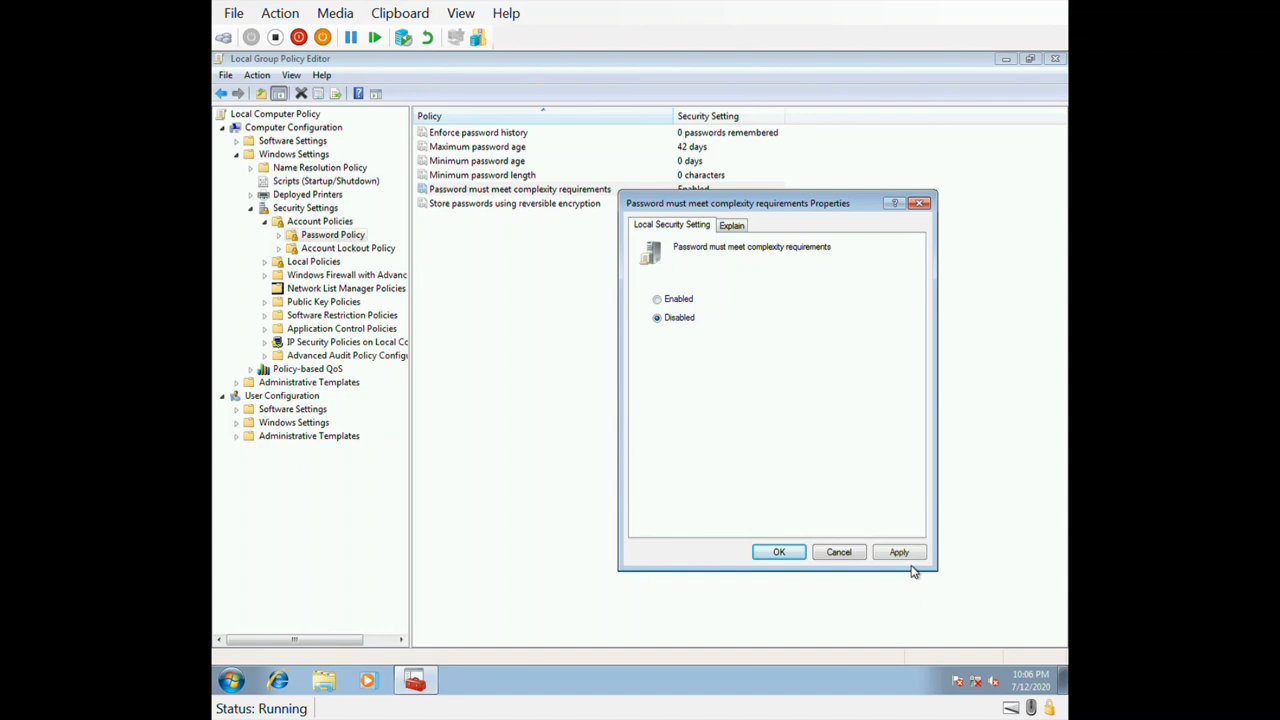 File Action Media Clipboard View Help
Local Group Policy Editor
File Action View Help
Local Computer Policy
Computer Configuration
Software Settings
Windows Settings
Name Resolution Policy
Scripts (Startup/Shutdown)
Deployed Printers
Security Settings
Account Policies
Password Policy
Account Lockout Policy
Local Policies
Windows Firewall with Advanc
Network List Manager Policies
Public Key Policies
Software Restriction Policies
Application Control Policies
IP Security Policies on Local Co
Advanced Audit Policy Configu
Policy-based QoS
Administrative Templates
User Configuration
Software Settings
Windows Settings
Administrative Templates
Policy Security Setting
Enforce password history 0 passwords remembered
Maximum password age 42 days
Minimum password age 0 days
Minimum password length 0 characters
Password must meet complexity requirements Enabled
Store passwords using reversible encryption
Password must meet complexity requirements Properties
Local Security Setting Explain
Password must meet complexity requirements
Enabled
Disabled
OK Cancel Apply
10:06 PM
7/12/2020
Status: Running